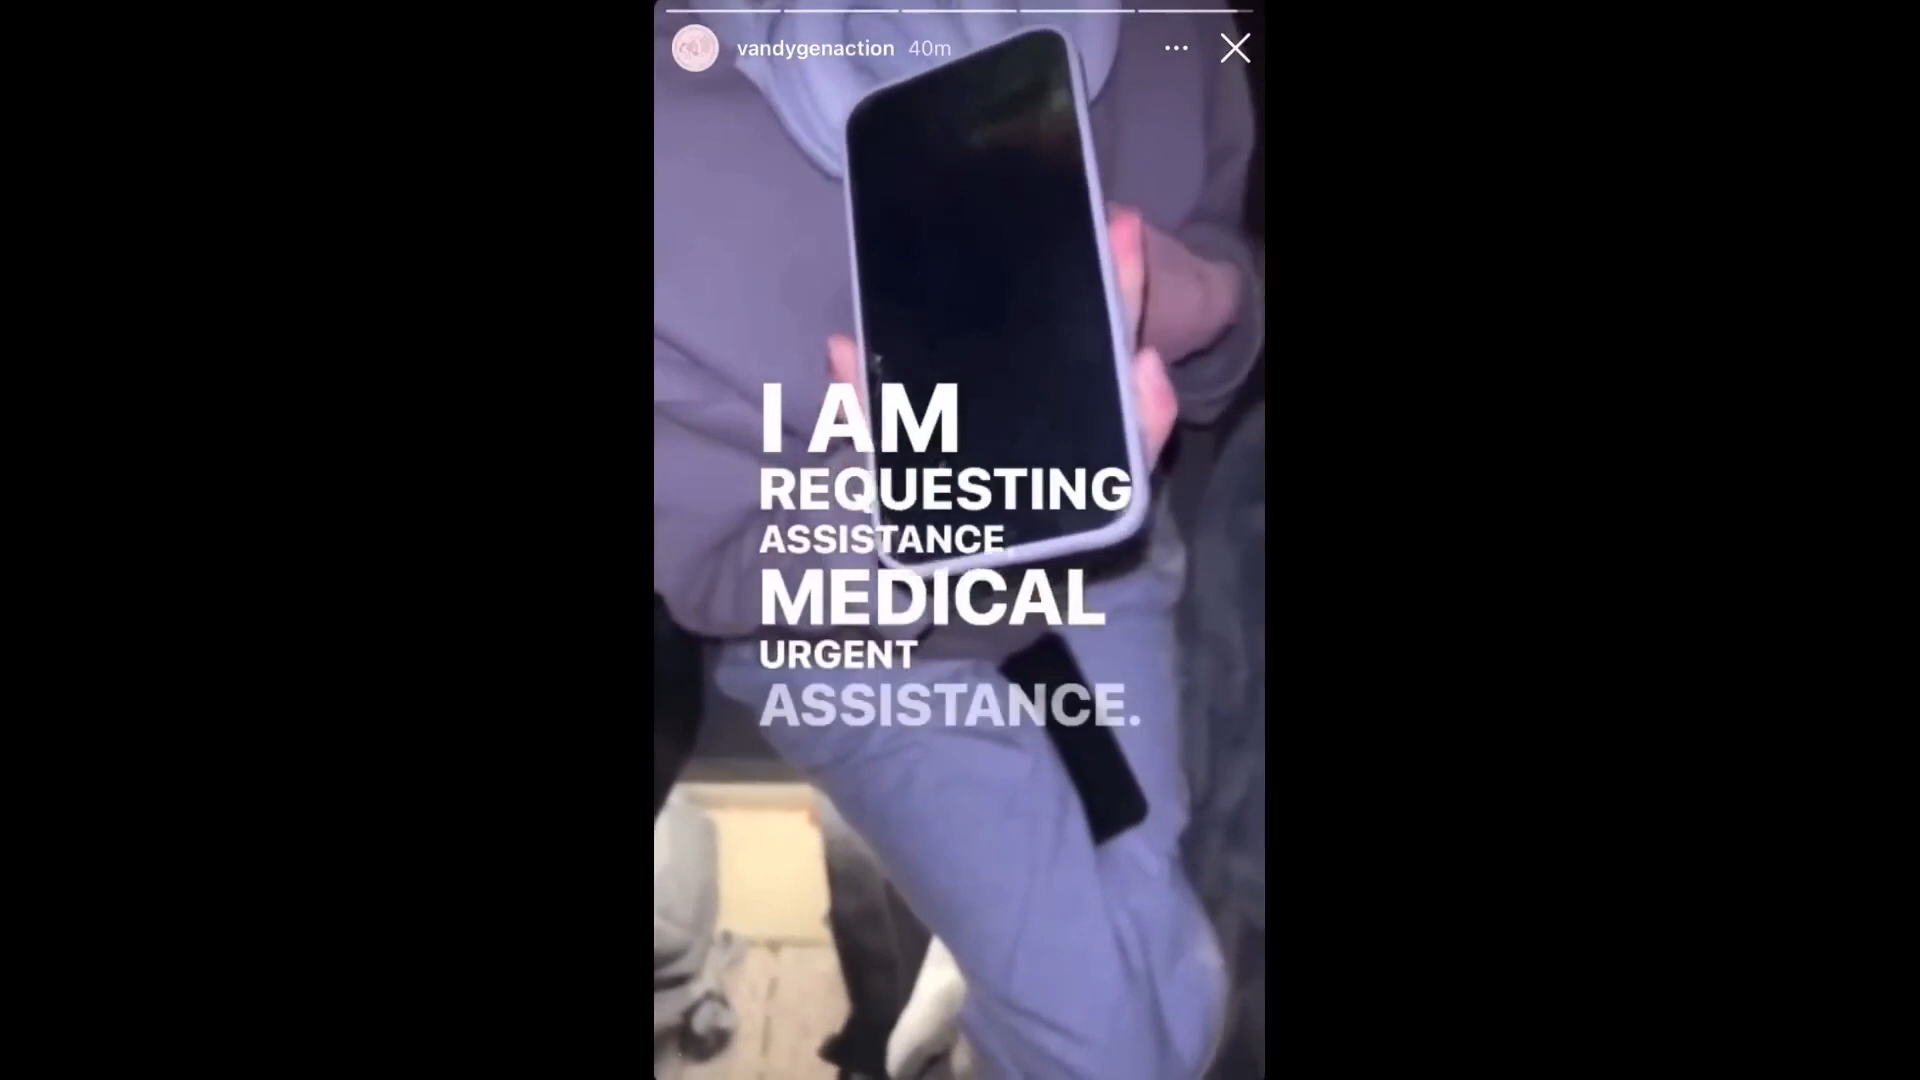 vandygenaction 40m
I AM
REQUESTING
ASSISTANCE.
MEDICAL
URGENT
ASSISTANCE.